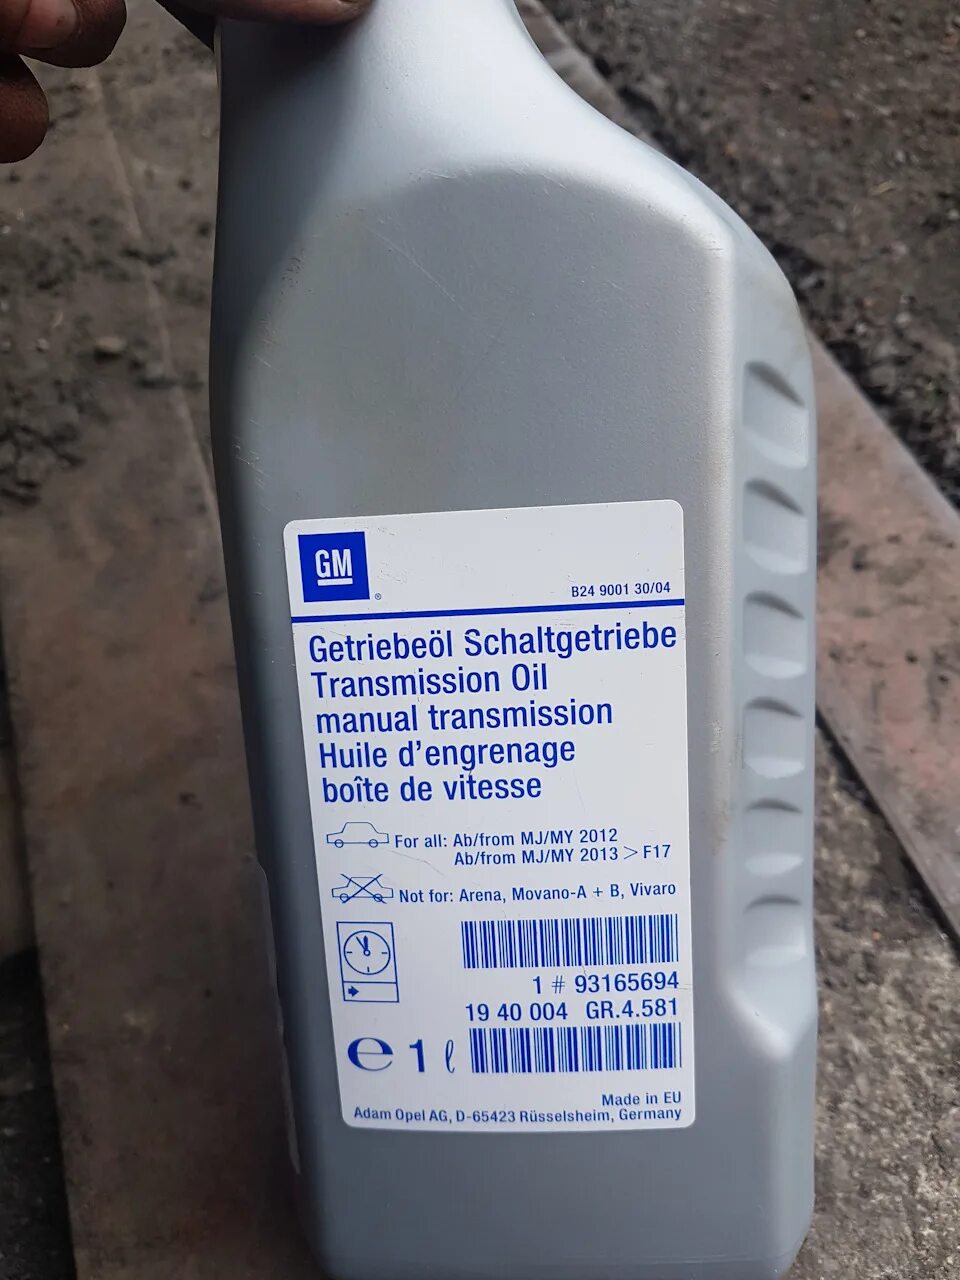 GM
®
B24 9001 30/04
Getriebeöl Schaltgetriebe
Transmission Oil
manual transmission
Huile d'engrenage
boîte de vitesse
For all: Ab/from MJ/MY 2012
Ab/from MJ/MY 2013 > F17
Not for: Arena, Movano-A + B, Vivaro
1 # 93165694
19 40 004 GR.4.581
e 1 ℓ
Made in EU
Adam Opel AG, D-65423 Rüsselsheim, Germany